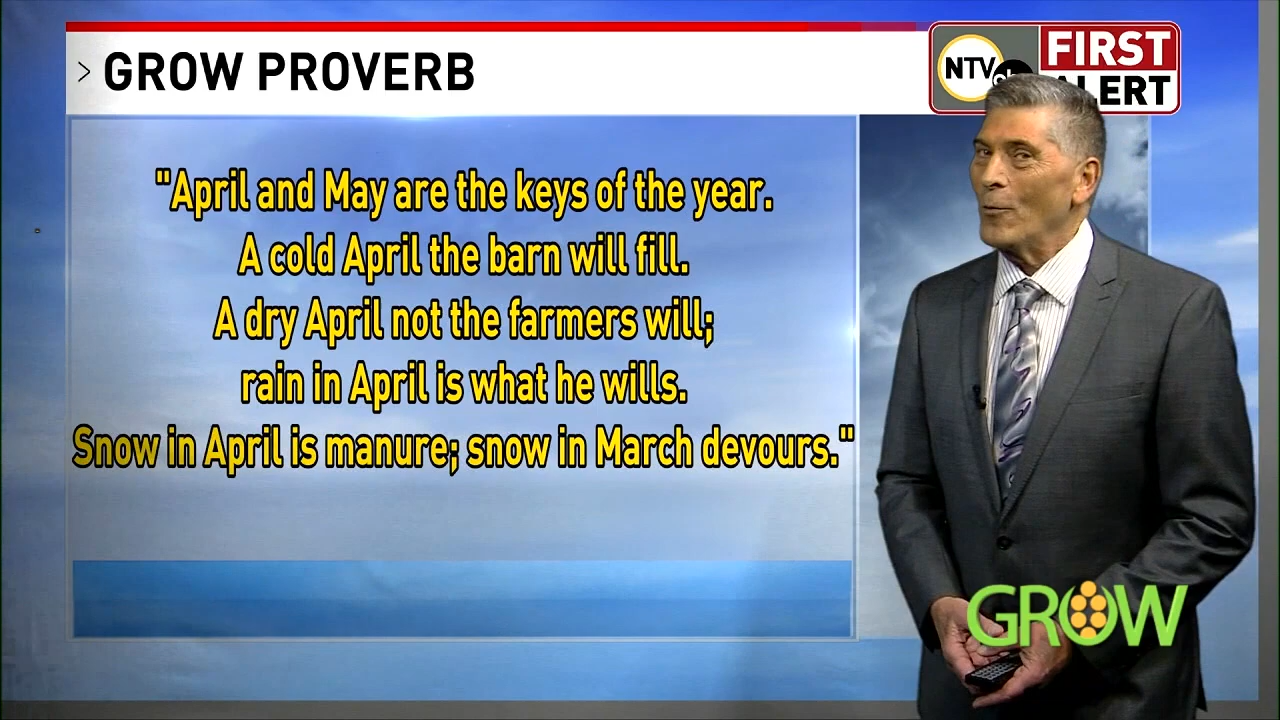 > GROW PROVERB
NTV abc FIRST
ALERT
"April and May are the keys of the year.
A cold April the barn will fill.
A dry April not the farmers will;
rain in April is what he wills.
Snow in April is manure; snow in March devours."
GROW